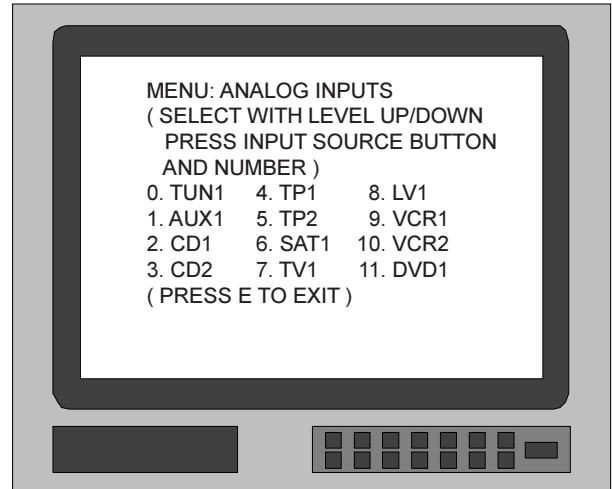 MENU: ANALOG INPUTS
( SELECT WITH LEVEL UP/DOWN
PRESS INPUT SOURCE BUTTON
AND NUMBER )
0. TUN1 4. TP1 8. LV1
1. AUX1 5. TP2 9. VCR1
2. CD1 6. SAT1 10. VCR2
3. CD2 7. TV1 11. DVD1
( PRESS E TO EXIT )